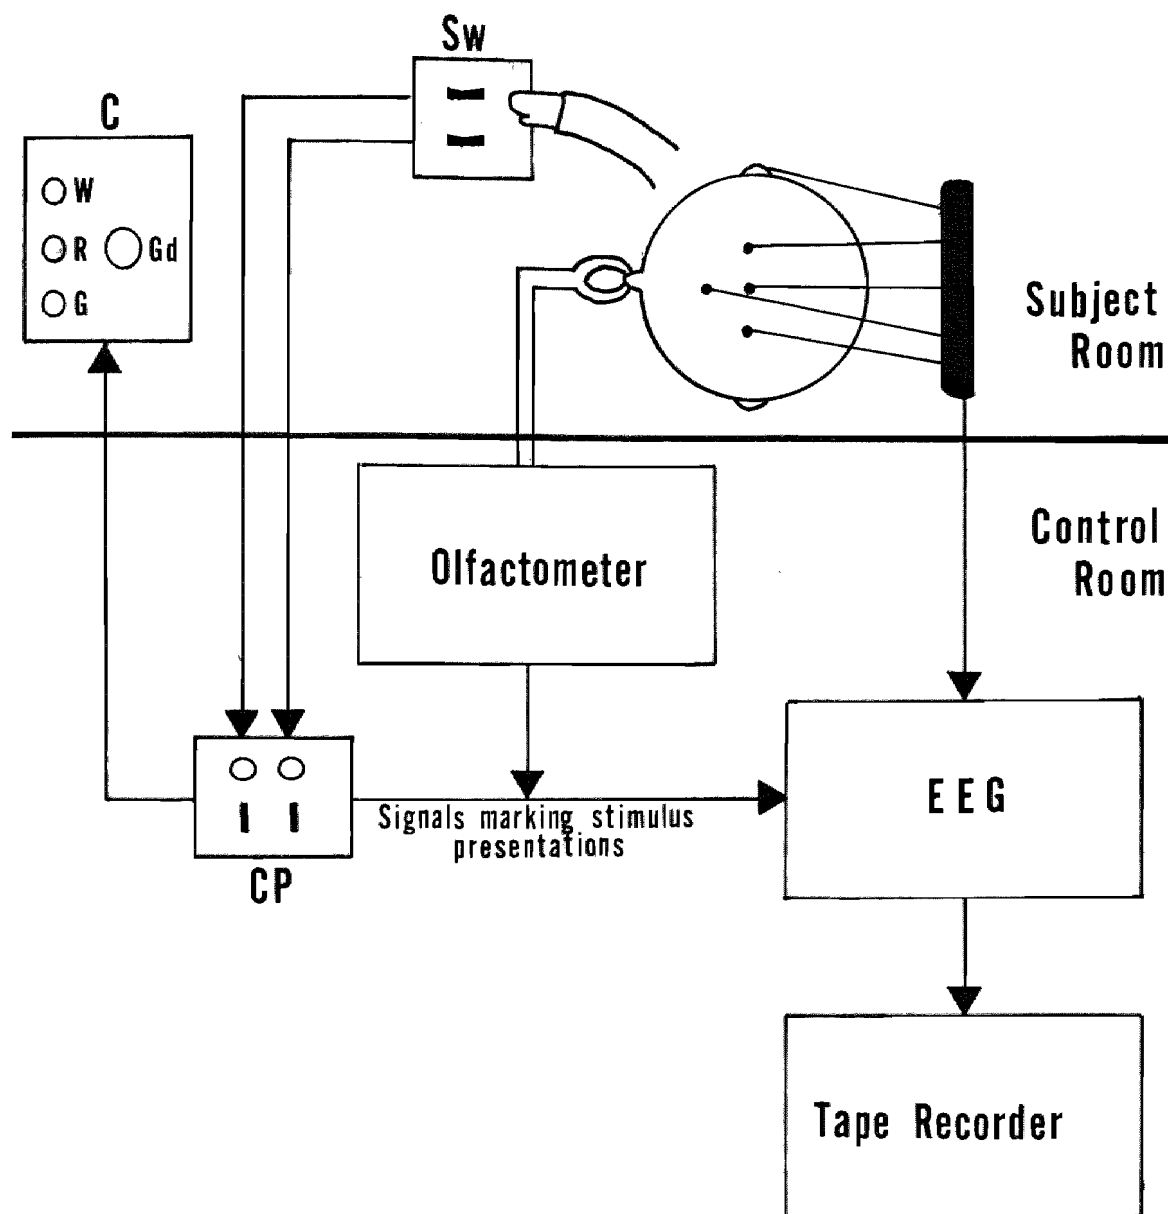 Sw
C
W
R Gd
G
Subject
Room
Control
Room
Olfactometer
Signals marking stimulus
presentations
EEG
CP
Tape Recorder